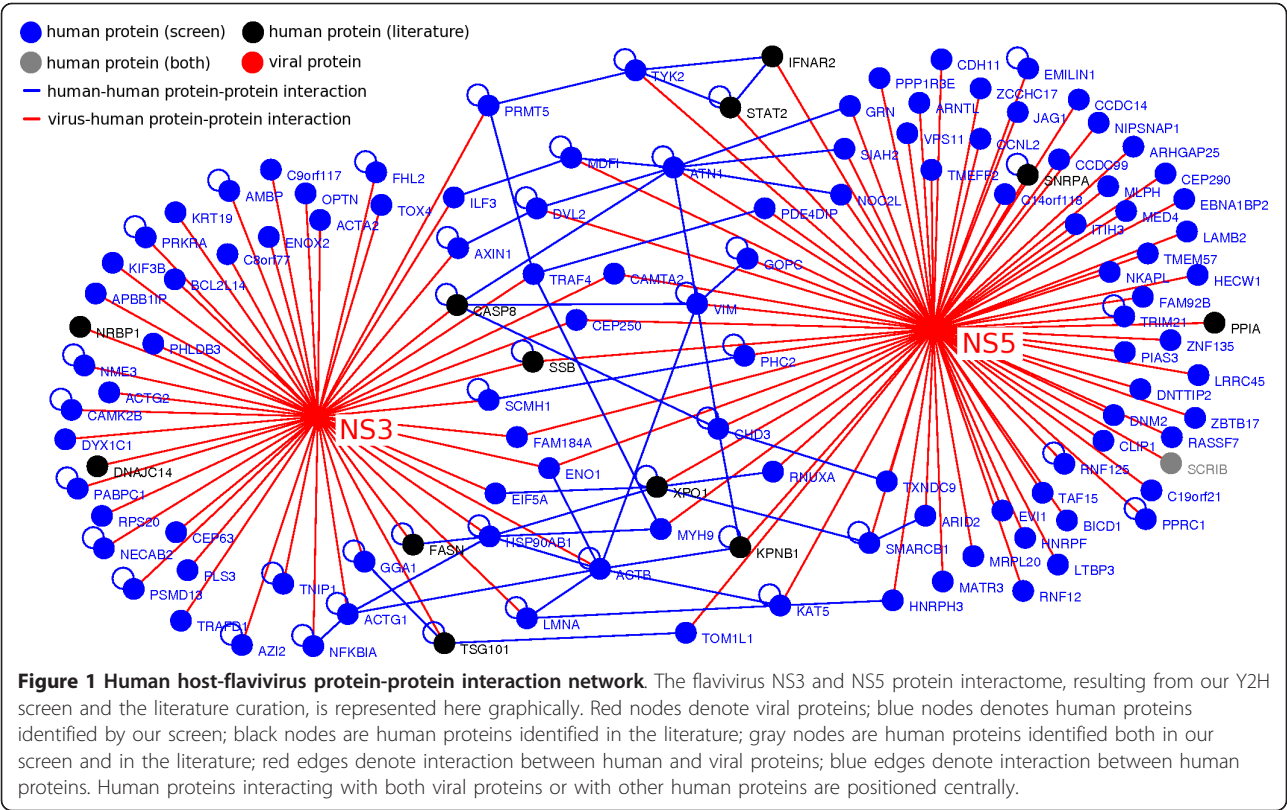 human protein (screen)
human protein (literature)
human protein (both)
viral protein
human-human protein-protein interaction
virus-human protein-protein interaction
TYK2
IFNAR2
STAT2
PRMT5
MDFI
ATN1
ILF3
DVL2
AXIN1
TRAF4
CASP8
CAMTA2
CEP250
VIM
GOPC
PDE4DIP
SSB
SCMH1
PHC2
FAM184A
ENO1
CHD3
EIF5A
XPO1
RNUXA
TXNDC9
FASN
HSP90AB1
MYH9
KPNB1
ARID2
SMARCB1
GGA1
ACTB
ACTG1
LMNA
KAT5
HNRPH3
TSG101
TOM1L1
NS3
NS5
C9orf117
FHL2
AMBP
OPTN
TOX4
KRT19
ACTA2
PRKRA
ENOX2
C8orf77
KIF3B
BCL2L14
APBB1IP
NRBP1
PHLDB3
NME3
ACTG2
CAMK2B
DYX1C1
DNAJC14
PABPC1
RPS20
CEP63
NECAB2
PLS3
PSMD13
TNIP1
TRAFD1
AZI2
NFKBIA
CDH11
EMILIN1
PPP1R3E
ZCCHC17
CCDC14
GRN
ARNTL
JAG1
NIPSNAP1
VPS11
CCNL2
SIAH2
ARHGAP25
CCDC99
TMEFF2
SNRPA
CEP290
MLPH
NOC2L
C14orf118
EBNA1BP2
MED4
ITIH3
LAMB2
TMEM57
NKAPL
HECW1
FAM92B
TRIM21
PPIA
ZNF135
PIAS3
LRRC45
DNTTIP2
DNM2
ZBTB17
CLIP1
RASSF7
RNF125
SCRIB
TAF15
C19orf21
EVI1
BICD1
PPRC1
HNRPF
MRPL20
LTBP3
MATR3
RNF12
Figure 1 Human host-flavivirus protein-protein interaction network. The flavivirus NS3 and NS5 protein interactome, resulting from our Y2H
screen and the literature curation, is represented here graphically. Red nodes denote viral proteins; blue nodes denotes human proteins
identified by our screen; black nodes are human proteins identified in the literature; gray nodes are human proteins identified both in our
screen and in the literature; red edges denote interaction between human and viral proteins; blue edges denote interaction between human
proteins. Human proteins interacting with both viral proteins or with other human proteins are positioned centrally.